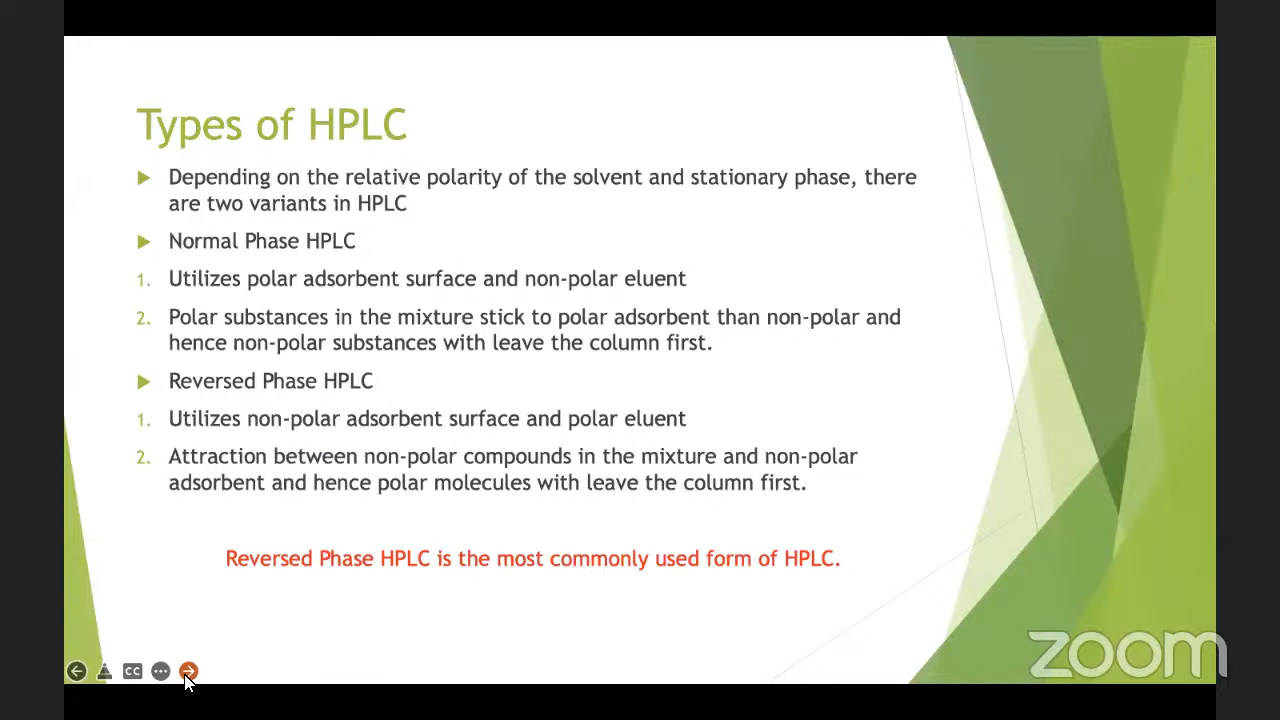 Types of HPLC
Depending on the relative polarity of the solvent and stationary phase, there
are two variants in HPLC
Normal Phase HPLC
1. Utilizes polar adsorbent surface and non-polar eluent
2. Polar substances in the mixture stick to polar adsorbent than non-polar and
hence non-polar substances with leave the column first.
Reversed Phase HPLC
1. Utilizes non-polar adsorbent surface and polar eluent
2. Attraction between non-polar compounds in the mixture and non-polar
adsorbent and hence polar molecules with leave the column first.
Reversed Phase HPLC is the most commonly used form of HPLC.
CC
zoom